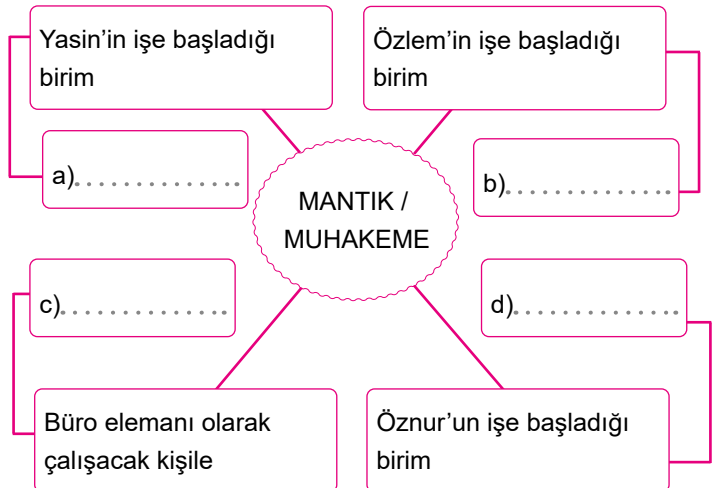 Yasin’in işe başladığı
birim
Özlem’in işe başladığı
birim
a)..............
b)..............
MANTIK /
MUHAKEME
c)..............
d)..............
Büro elemanı olarak
çalışacak kişile
Öznur’un işe başladığı
birim